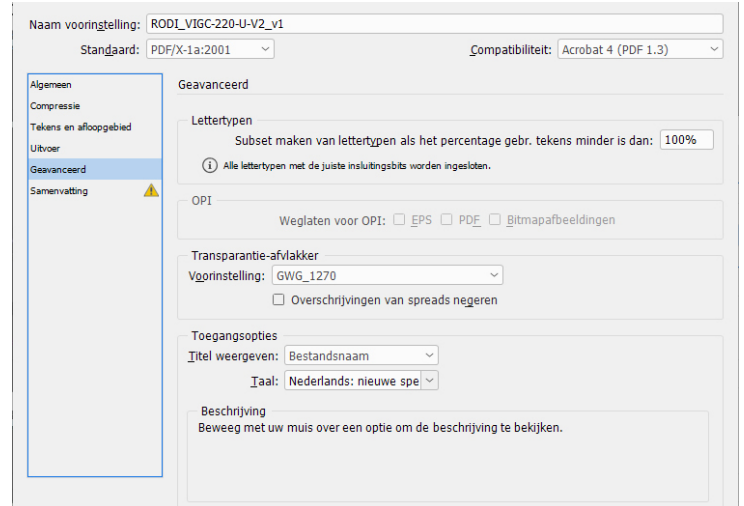 Naam voorinstelling: RODI_VIGC-220-U-V2_v1
Standaard: PDF/X-1a:2001 Compatibiliteit: Acrobat 4 (PDF 1.3)
Algemeen
Compressie
Tekens en afloopgebied
Uitvoer
Geavanceerd
Samenvatting
Geavanceerd
Lettertypen
Subset maken van lettertypen als het percentage gebr. tekens minder is dan: 100%
Alle lettertypen met de juiste insluitingsbits worden ingesloten.
OPI
Weglaten voor OPI: EPS PDF Bitmapafbeeldingen
Transparantie-afvlakker
Voorinstelling: GWG_1270
Overschrijvingen van spreads negeren
Toegangsopties
Titel weergeven: Bestandsnaam
Taal: Nederlands: nieuwe spe
Beschrijving
Beweeg met uw muis over een optie om de beschrijving te bekijken.